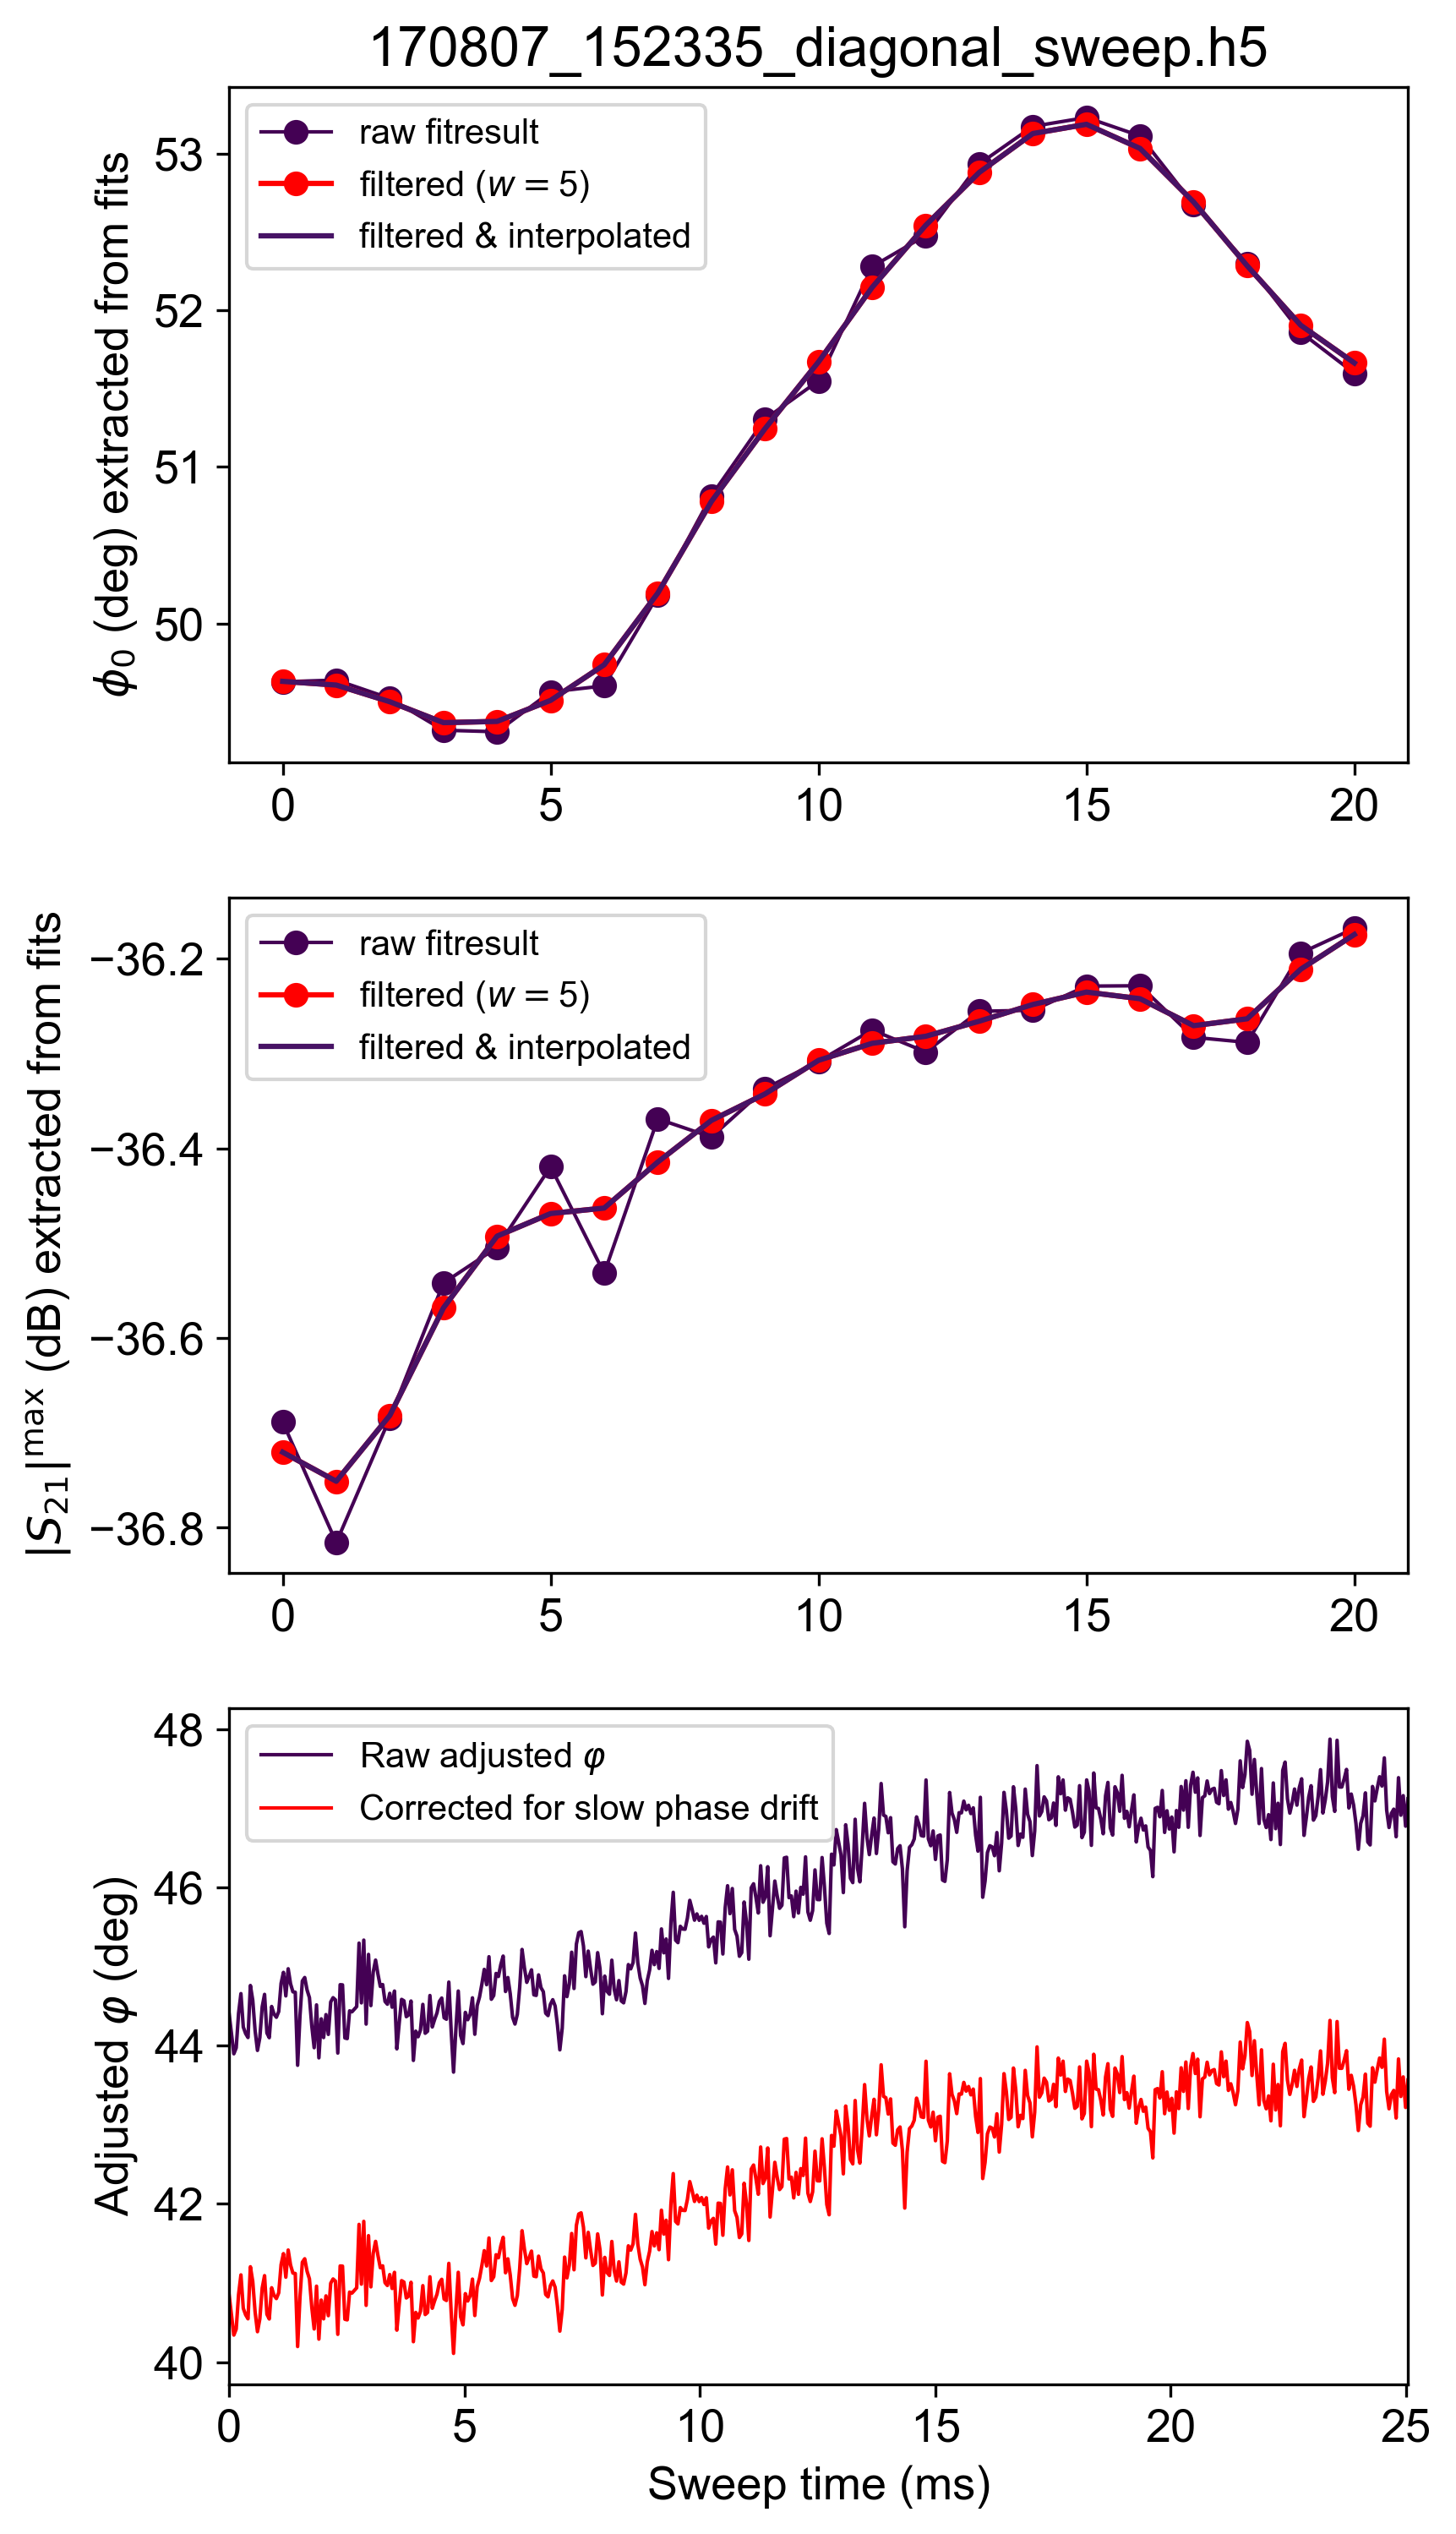 170807_152335_diagonal_sweep.h5
ϕ₀ (deg) extracted from fits
53
52
51
50
raw fitresult
filtered (w = 5)
filtered & interpolated
0 5 10 15 20
|S₂₁|ᵐᵃˣ (dB) extracted from fits
−36.2
−36.4
−36.6
−36.8
raw fitresult
filtered (w = 5)
filtered & interpolated
0 5 10 15 20
Adjusted φ (deg)
48
46
44
42
40
Raw adjusted φ
Corrected for slow phase drift
0 5 10 15 20 25
Sweep time (ms)